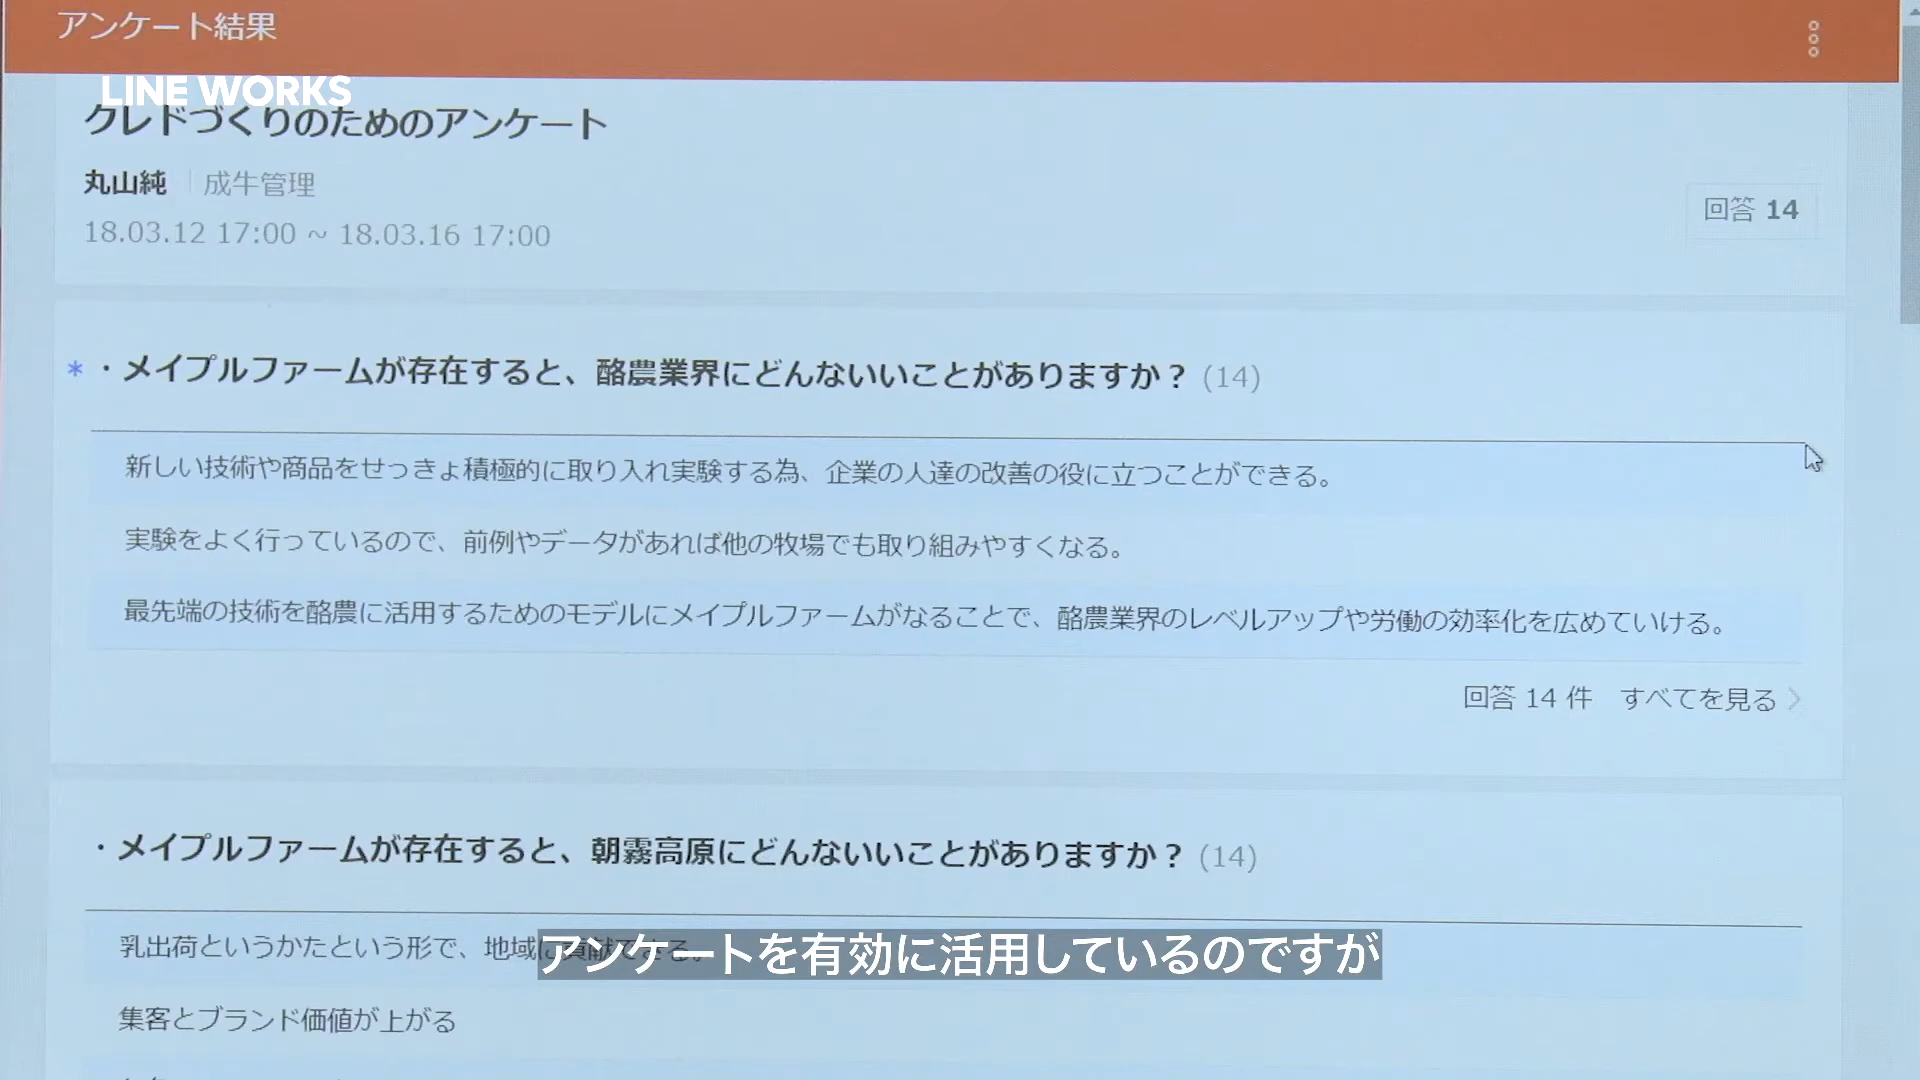 アンケート結果
LINE WORKS
クレドづくりのためのアンケート
丸山純 成牛管理
18.03.12 17:00 ~ 18.03.16 17:00
回答 14
* ・メイプルファームが存在すると、酪農業界にどんないいことがありますか？ (14)
新しい技術や商品をせっきょ積極的に取り入れ実験する為、企業の人達の改善の役に立つことができる。
実験をよく行っているので、前例やデータがあれば他の牧場でも取り組みやすくなる。
最先端の技術を酪農に活用するためのモデルにメイプルファームがなることで、酪農業界のレベルアップや労働の効率化を広めていける。
回答 14 件 すべてを見る >
・メイプルファームが存在すると、朝霧高原にどんないいことがありますか？ (14)
乳出荷というかたという形で、地域に貢献できる。
アンケートを有効に活用しているのですが
集客とブランド価値が上がる